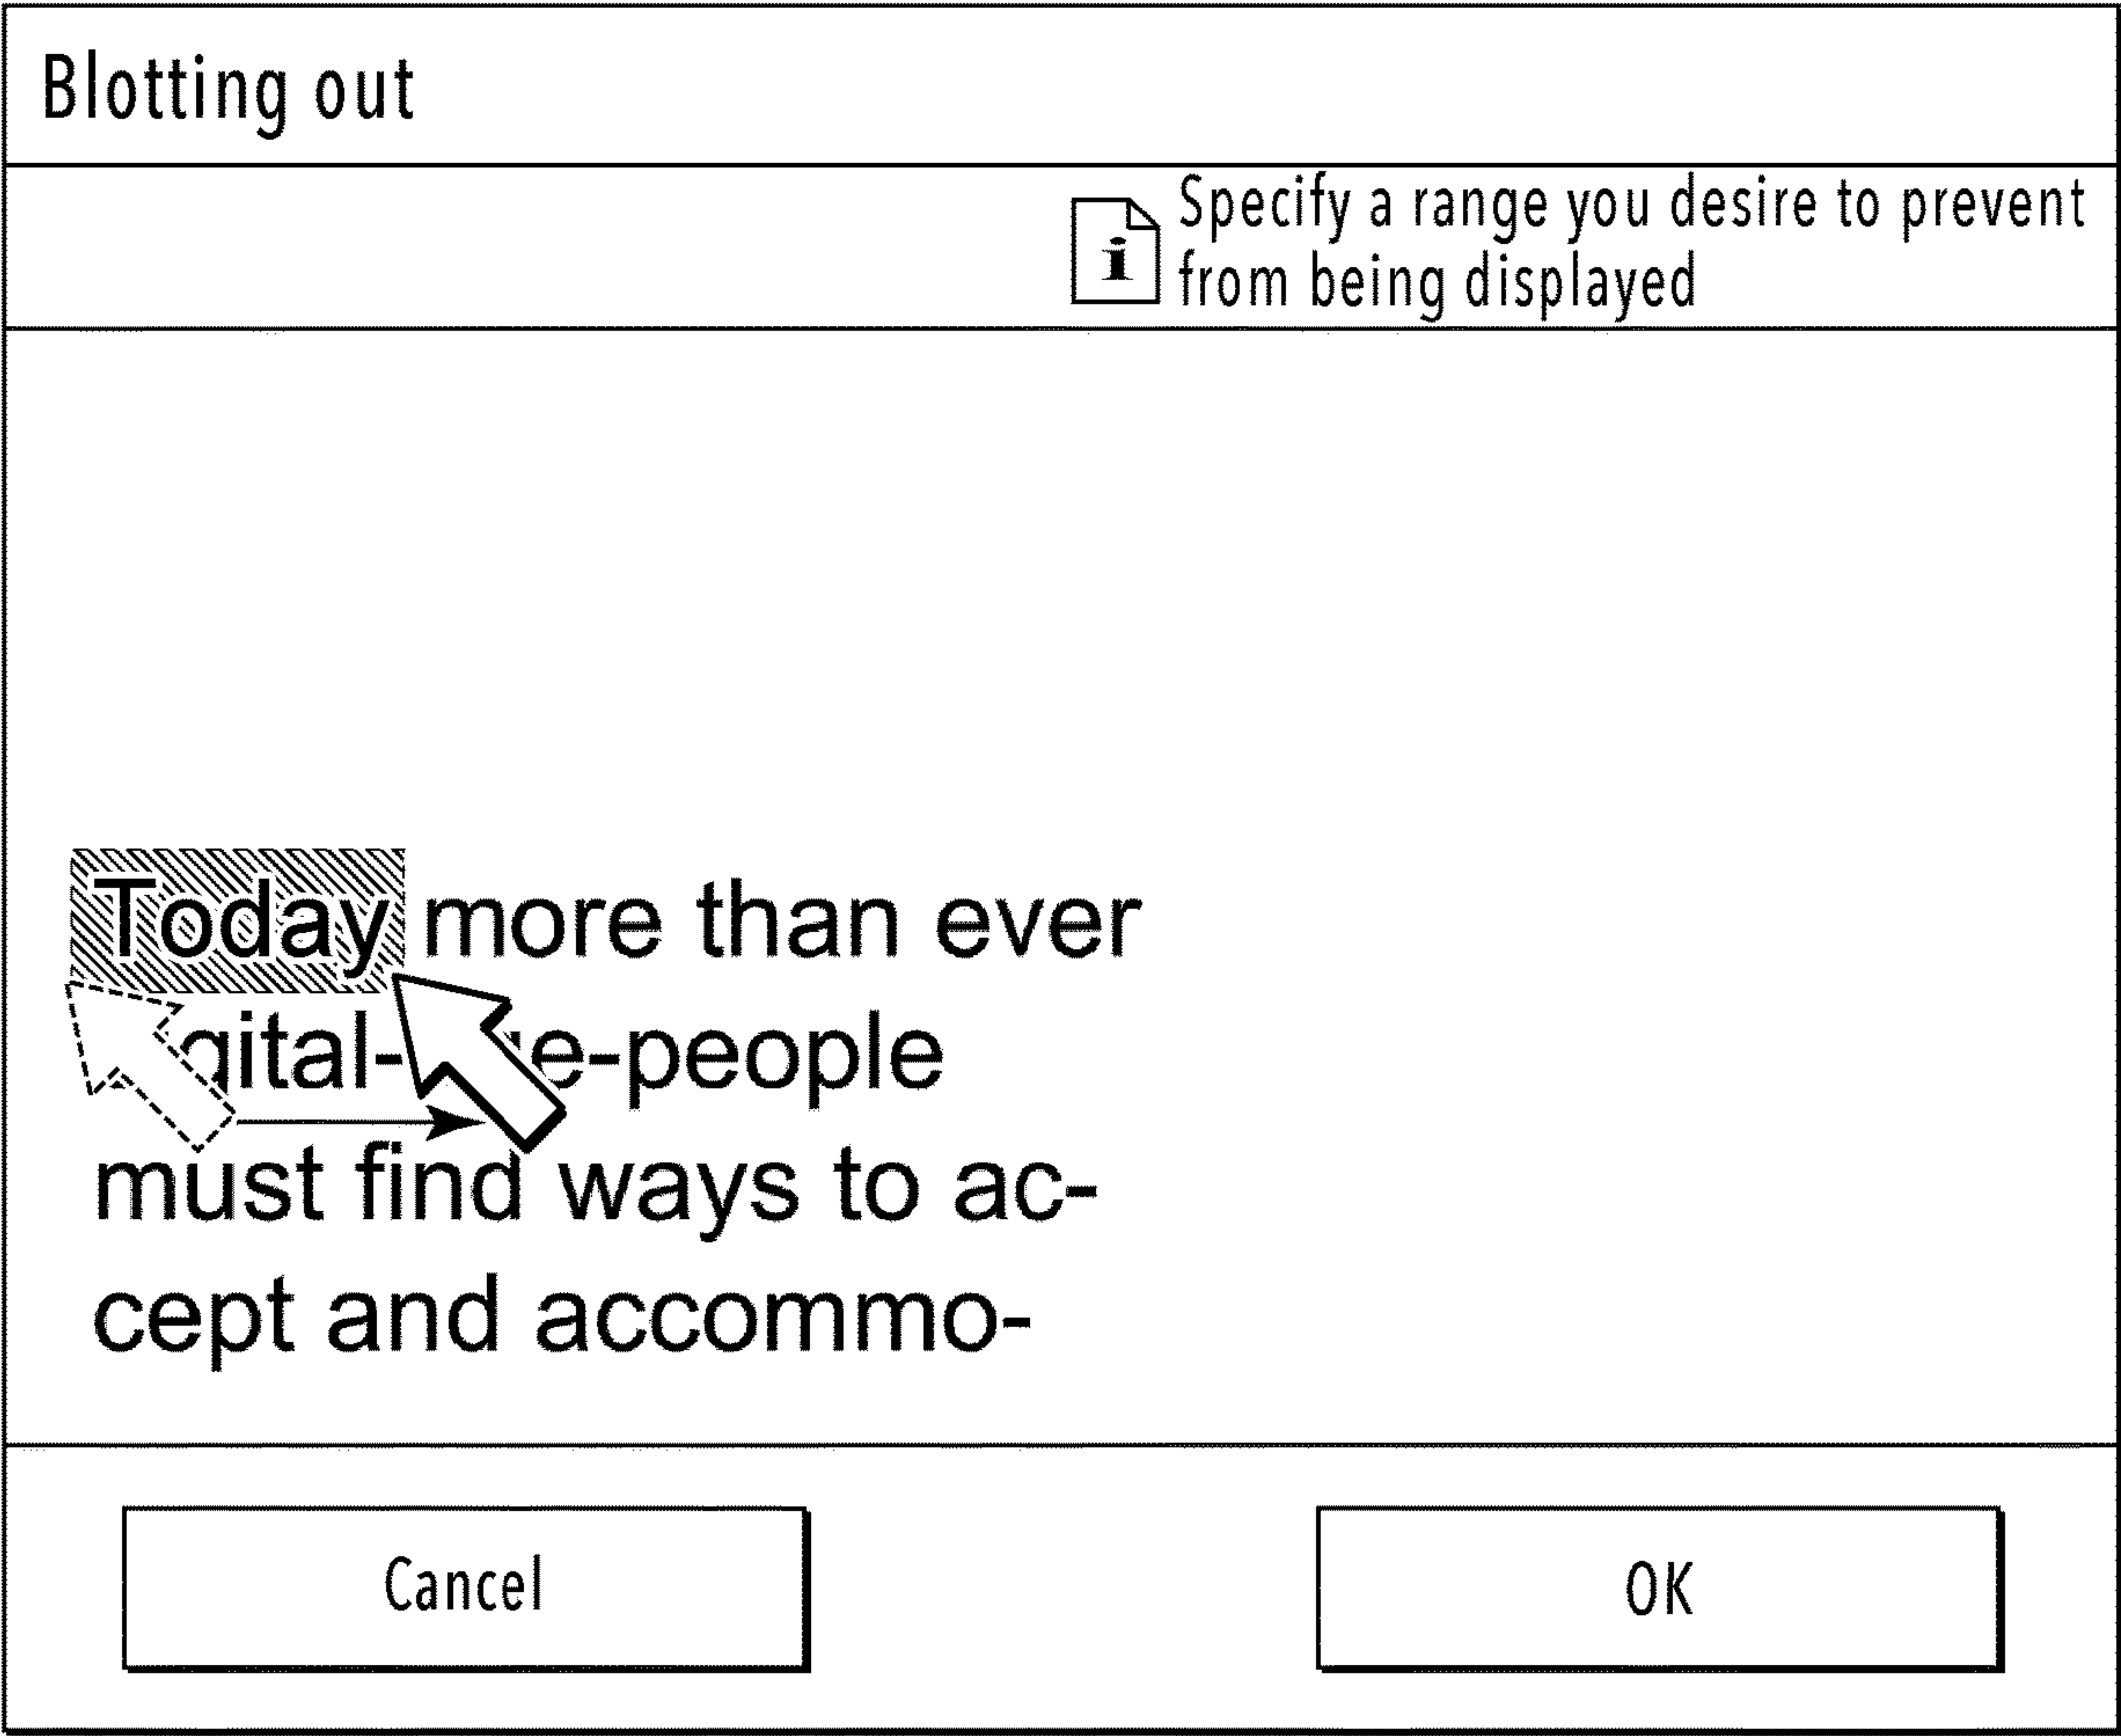 Blotting out
Specify a range you desire to prevent
from being displayed
Today more than ever
must find ways to ac-
cept and accommo-
Cancel
OK